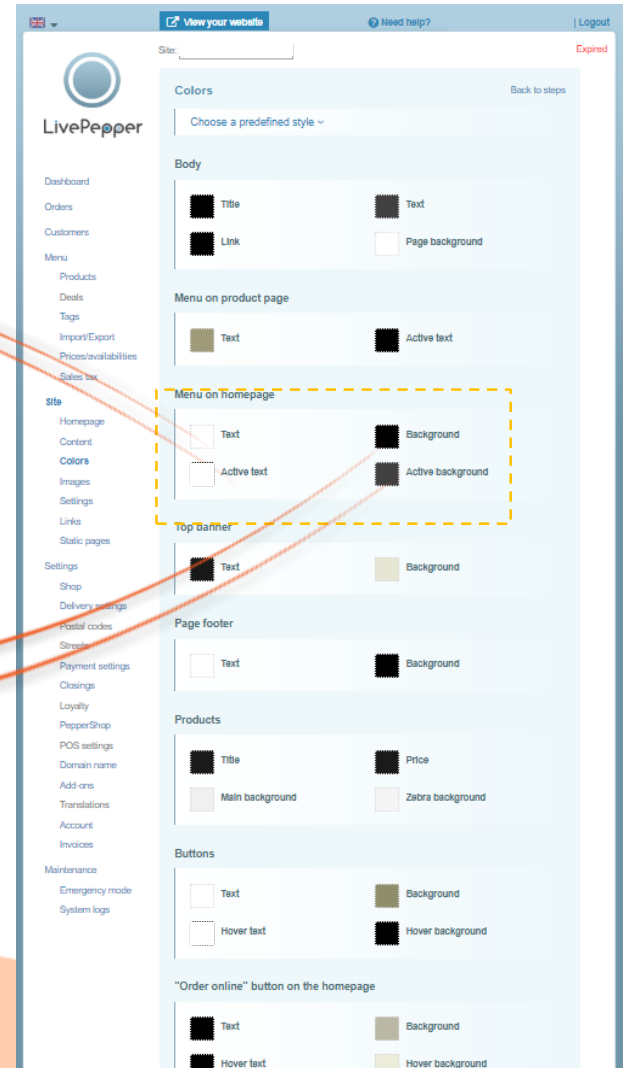 View your website
Need help?
| Logout
Site:
Expired
LivePepper
Dashboard
Orders
Customers
Menu
Products
Deals
Tags
Import/Export
Prices/availabilities
Sales tax
Site
Homepage
Content
Colors
Images
Settings
Links
Static pages
Settings
Shop
Delivery settings
Postal codes
Streets
Payment settings
Closings
Loyalty
PepperShop
POS settings
Domain name
Add-ons
Translations
Account
Invoices
Maintenance
Emergency mode
System logs
Colors
Back to steps
Choose a predefined style
Body
Title Text
Link Page background
Menu on product page
Text Active text
Menu on homepage
Text Background
Active text Active background
Top banner
Text Background
Page footer
Text Background
Products
Title Price
Main background Zebra background
Buttons
Text Background
Hover text Hover background
"Order online" button on the homepage
Text Background
Hover text Hover background